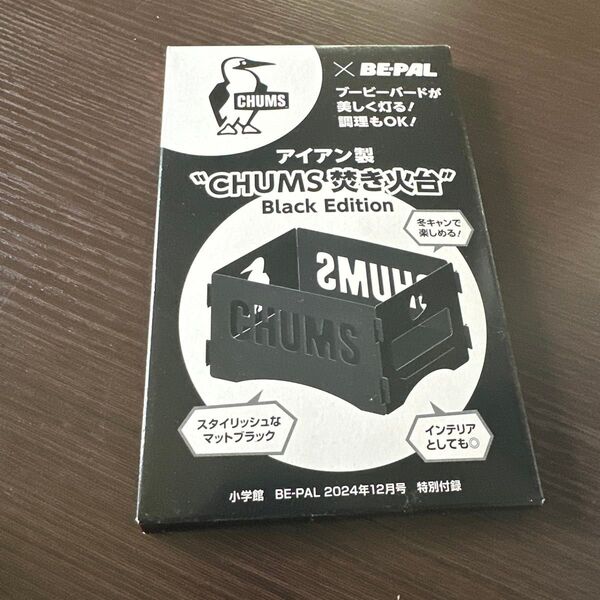 CHUMS
× BE-PAL
ブービーバードが
美しく灯る!
調理もOK!
アイアン製
"CHUMS 焚き火台"
Black Edition
冬キャンで
楽しめる!
CHUMS
CHUMS
スタイリッシュな
マットブラック
インテリア
としても◎
小学館 BE-PAL 2024年12月号 特別付録